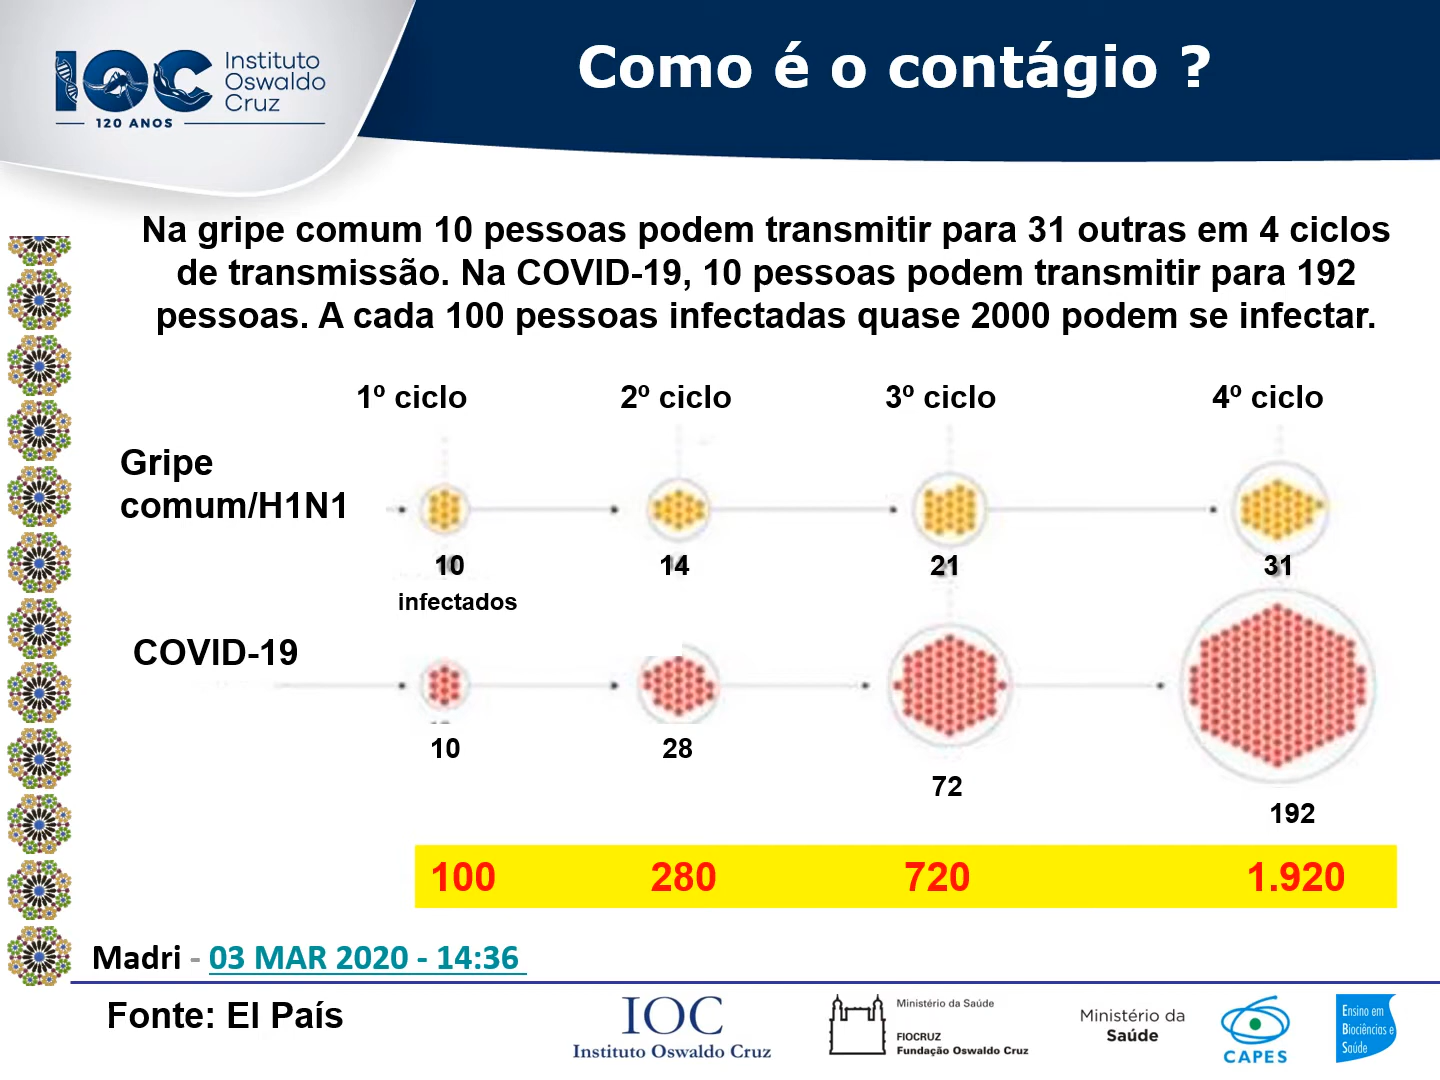 IOC
Instituto
Oswaldo
Cruz
120 ANOS
Como é o contágio ?
Na gripe comum 10 pessoas podem transmitir para 31 outras em 4 ciclos
de transmissão. Na COVID-19, 10 pessoas podem transmitir para 192
pessoas. A cada 100 pessoas infectadas quase 2000 podem se infectar.
1º ciclo 2º ciclo 3º ciclo 4º ciclo
Gripe
comum/H1N1
10 14 21 31
infectados
COVID-19
10 28
72
192
100 280 720 1.920
Madri - 03 MAR 2020 - 14:36
Fonte: El País
IOC
Instituto Oswaldo Cruz
Ministério da Saúde
FIOCRUZ
Fundação Oswaldo Cruz
Ministério da
Saúde
CAPES
Ensino em
Biociências e
Saúde